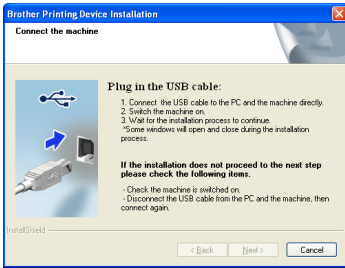 Brother Printing Device Installation
Connect the machine
Plug in the USB cable:
1. Connect the USB cable to the PC and the machine directly.
2. Switch the machine on.
3. Wait for the installation process to continue.
*Some windows will open and close during the installation
process.
If the installation does not proceed to the next step
please check the following items.
- Check the machine is switched on.
- Disconnect the USB cable from the PC and the machine, then
connect again.
InstallShield
< Back
Next >
Cancel